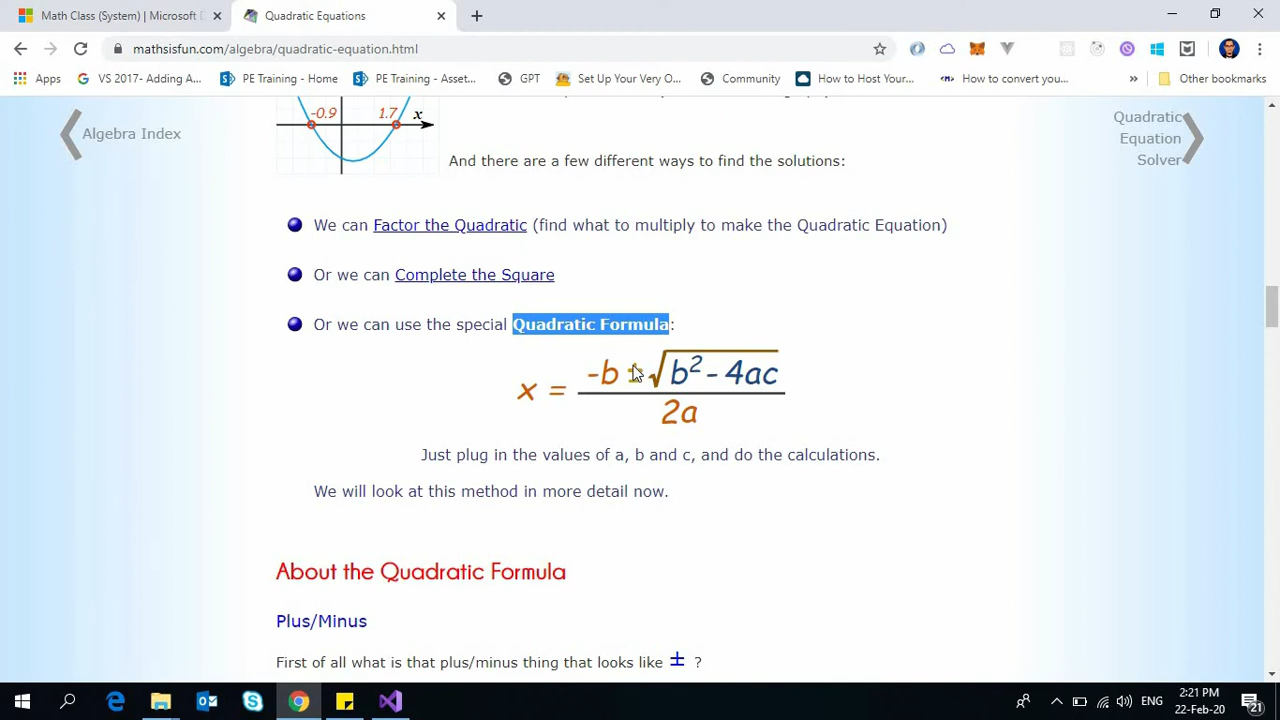 Math Class (System) | Microsoft D
Quadratic Equations
mathsisfun.com/algebra/quadratic-equation.html
Apps
VS 2017- Adding A...
PE Training - Home
PE Training - Asset...
GPT
Set Up Your Very O...
Community
How to Host Your...
How to convert you...
»
Other bookmarks
Algebra Index
Quadratic
Equation
Solver
-0.9
1.7
x
And there are a few different ways to find the solutions:
We can Factor the Quadratic (find what to multiply to make the Quadratic Equation)
Or we can Complete the Square
Or we can use the special Quadratic Formula:
x = -b ± √ b² - 4ac
2a
Just plug in the values of a, b and c, and do the calculations.
We will look at this method in more detail now.
About the Quadratic Formula
Plus/Minus
First of all what is that plus/minus thing that looks like ± ?
ENG
2:21 PM
22-Feb-20
21